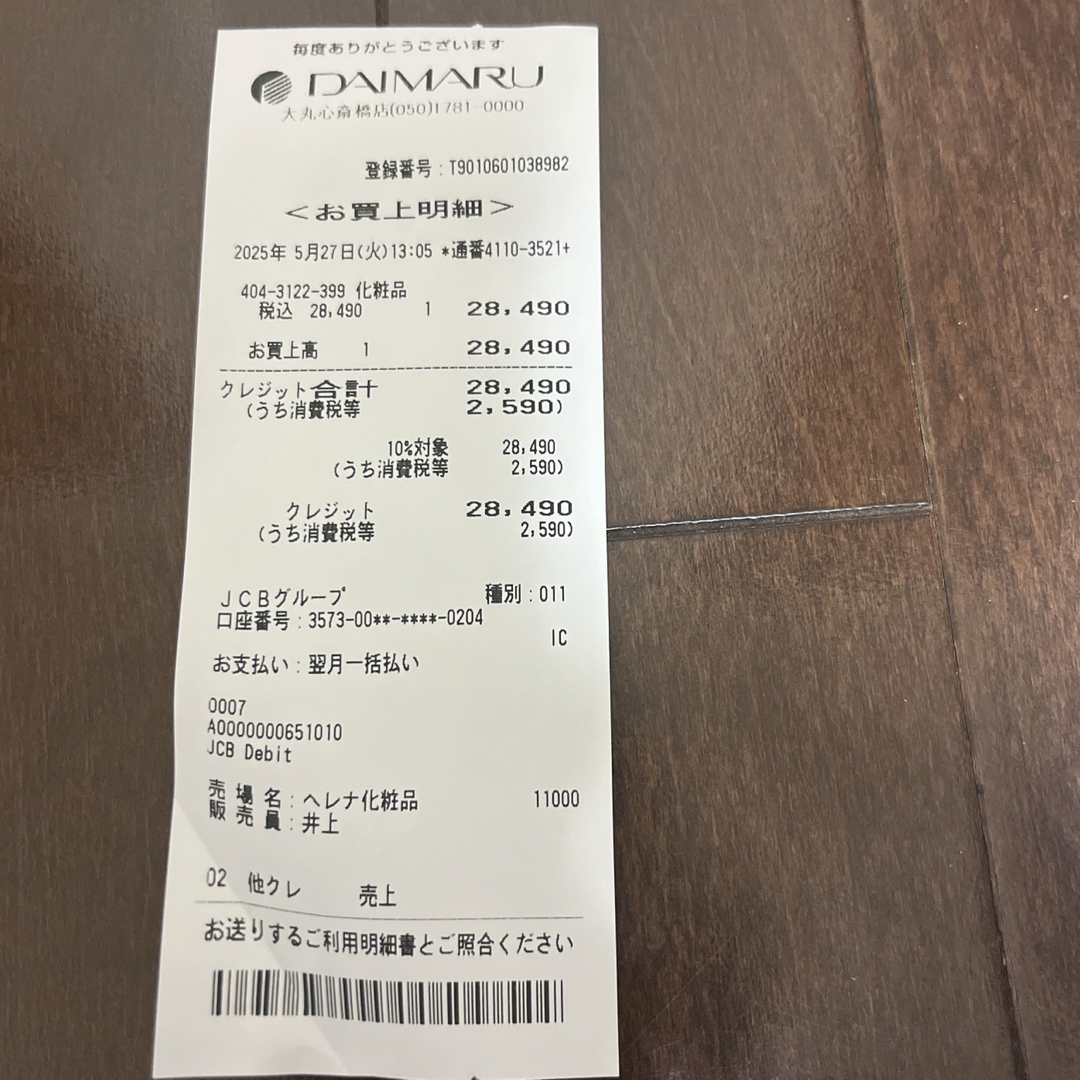 毎度ありがとうございます
DAIMARU
大丸心斎橋店(050)1781-0000
登録番号:T9010601038982
<お買上明細>
2025年 5月27日(火)13:05 *通番4110-3521+
404-3122-399 化粧品
税込 28,490 1 28,490
お買上高 1 28,490
クレジット合計 28,490
(うち消費税等 2,590)
10%対象 28,490
(うち消費税等 2,590)
クレジット 28,490
(うち消費税等 2,590)
JCBグループ 種別:011
口座番号:3573-00**-****-0204
IC
お支払い:翌月一括払い
0007
A0000000651010
JCB Debit
売 場 名:ヘレナ化粧品 11000
販 売 員:井上
02 他クレ 売上
お送りするご利用明細書とご照合ください